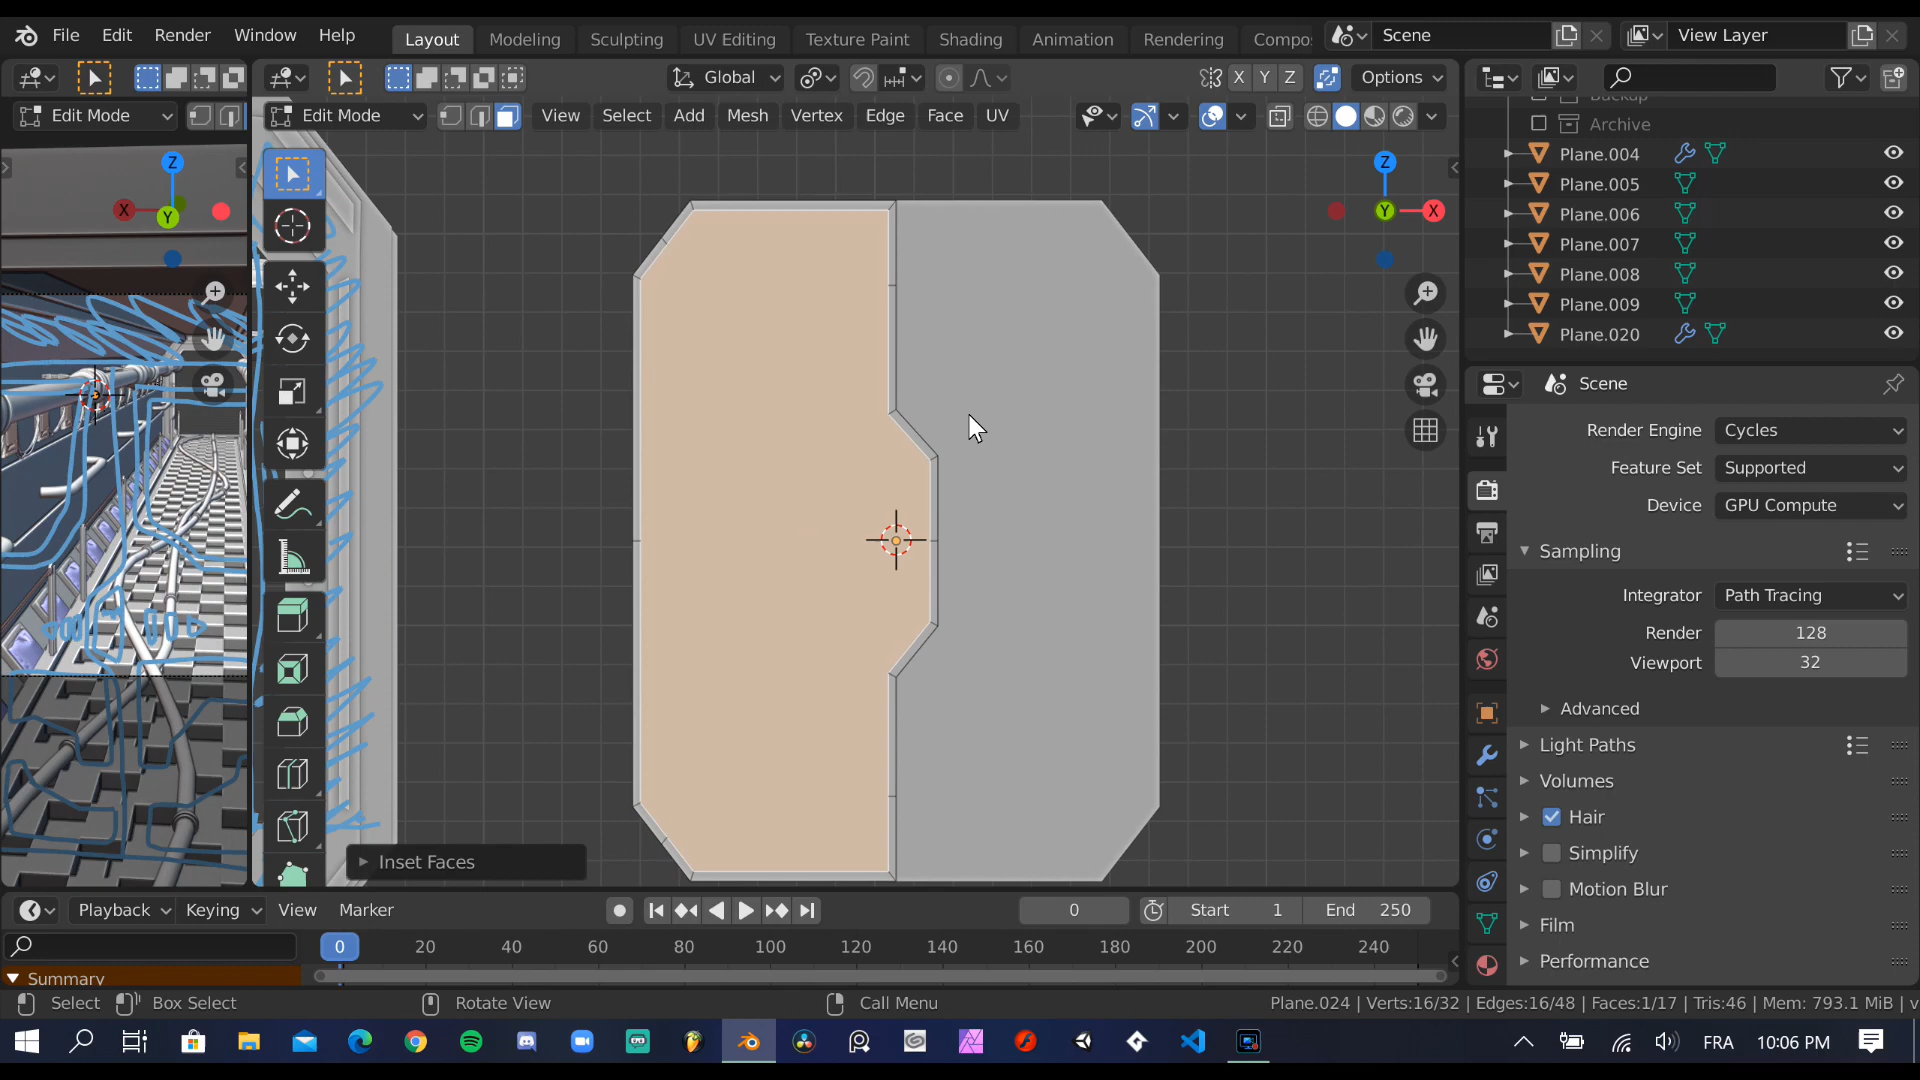 File Edit Render Window Help Layout Modeling Sculpting UV Editing Texture Paint Shading Animation Rendering Compo Scene View Layer
Global X Y Z Options
Edit Mode Edit Mode View Select Add Mesh Vertex Edge Face UV
Backup
Archive
Plane.004
Plane.005
Plane.006
Plane.007
Plane.008
Plane.009
Plane.020
Z
X
Y
Z
Y
X
Scene
Render Engine Cycles
Feature Set Supported
Device GPU Compute
Sampling
Integrator Path Tracing
Render 128
Viewport 32
Advanced
Light Paths
Volumes
Hair
Simplify
Motion Blur
Film
Performance
Inset Faces
Playback Keying View Marker 0 Start 1 End 250
0 20 40 60 80 100 120 140 160 180 200 220 240
Summary
Select Box Select Rotate View Call Menu Plane.024 | Verts:16/32 | Edges:16/48 | Faces:1/17 | Tris:46 | Mem: 793.1 MiB | v
FRA 10:06 PM